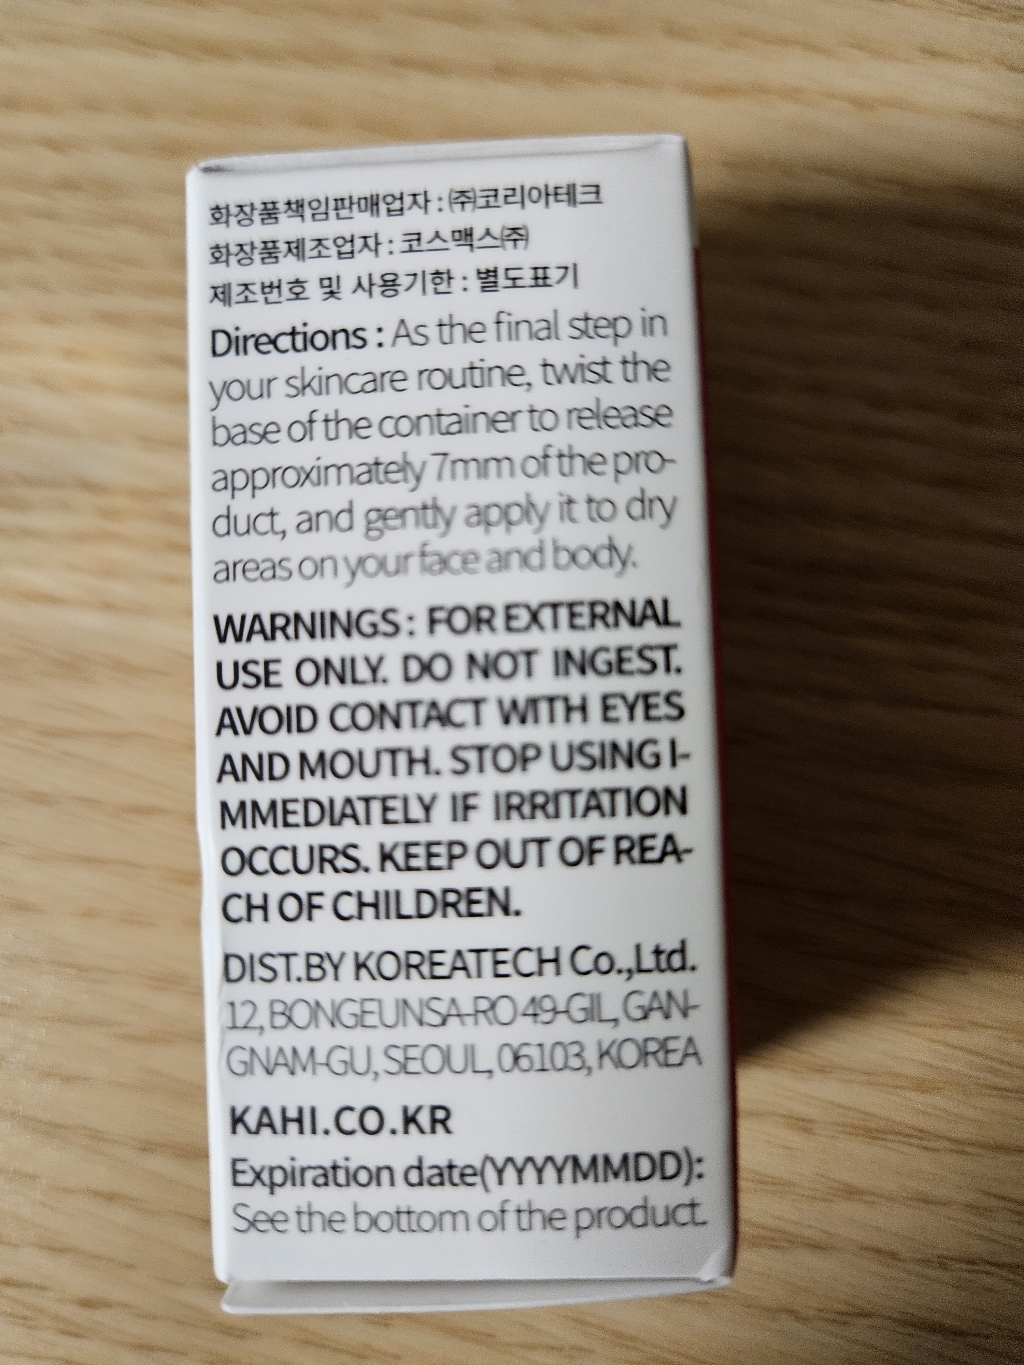 화장품책임판매업자 : ㈜코리아테크
화장품제조업자 : 코스맥스㈜
제조번호 및 사용기한 : 별도표기
Directions : As the final step in
your skincare routine, twist the
base of the container to release
approximately 7mm of the pro-
duct, and gently apply it to dry
areas on your face and body.
WARNINGS : FOR EXTERNAL
USE ONLY. DO NOT INGEST.
AVOID CONTACT WITH EYES
AND MOUTH. STOP USING I-
MMEDIATELY IF IRRITATION
OCCURS. KEEP OUT OF REA-
CH OF CHILDREN.
DIST.BY KOREATECH Co.,Ltd.
12, BONGEUNSA-RO 49-GIL, GAN-
GNAM-GU, SEOUL, 06103, KOREA
KAHI.CO.KR
Expiration date(YYYYMMDD):
See the bottom of the product.